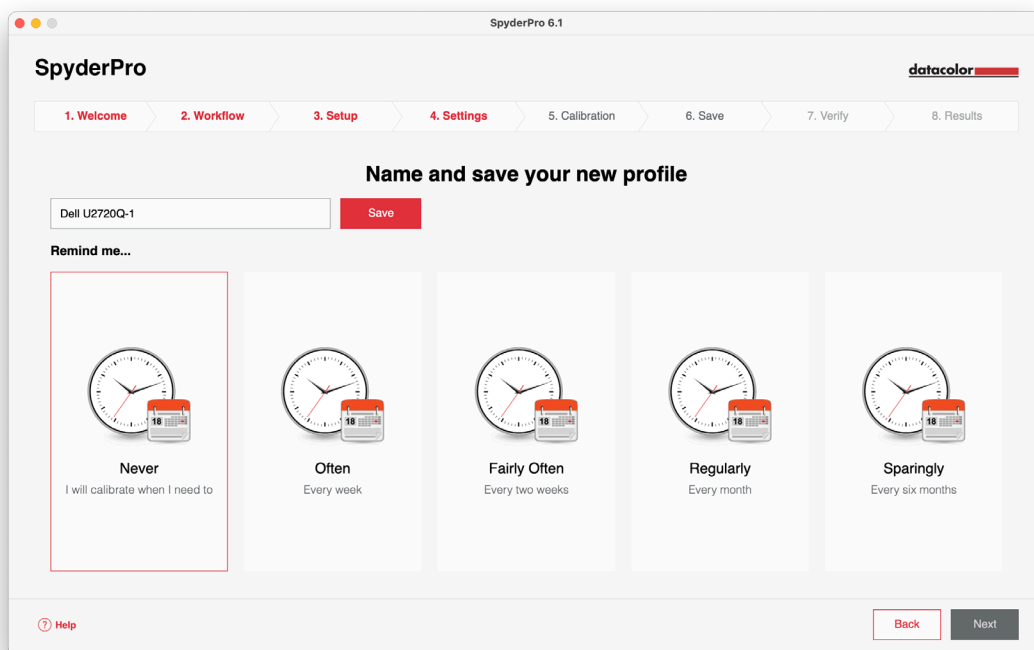 SpyderPro 6.1
SpyderPro
datacolor
1. Welcome
2. Workflow
3. Setup
4. Settings
5. Calibration
6. Save
7. Verify
8. Results
Name and save your new profile
Dell U2720Q-1
Save
Remind me...
18
Never
I will calibrate when I need to
18
Often
Every week
18
Fairly Often
Every two weeks
18
Regularly
Every month
18
Sparingly
Every six months
? Help
Back
Next